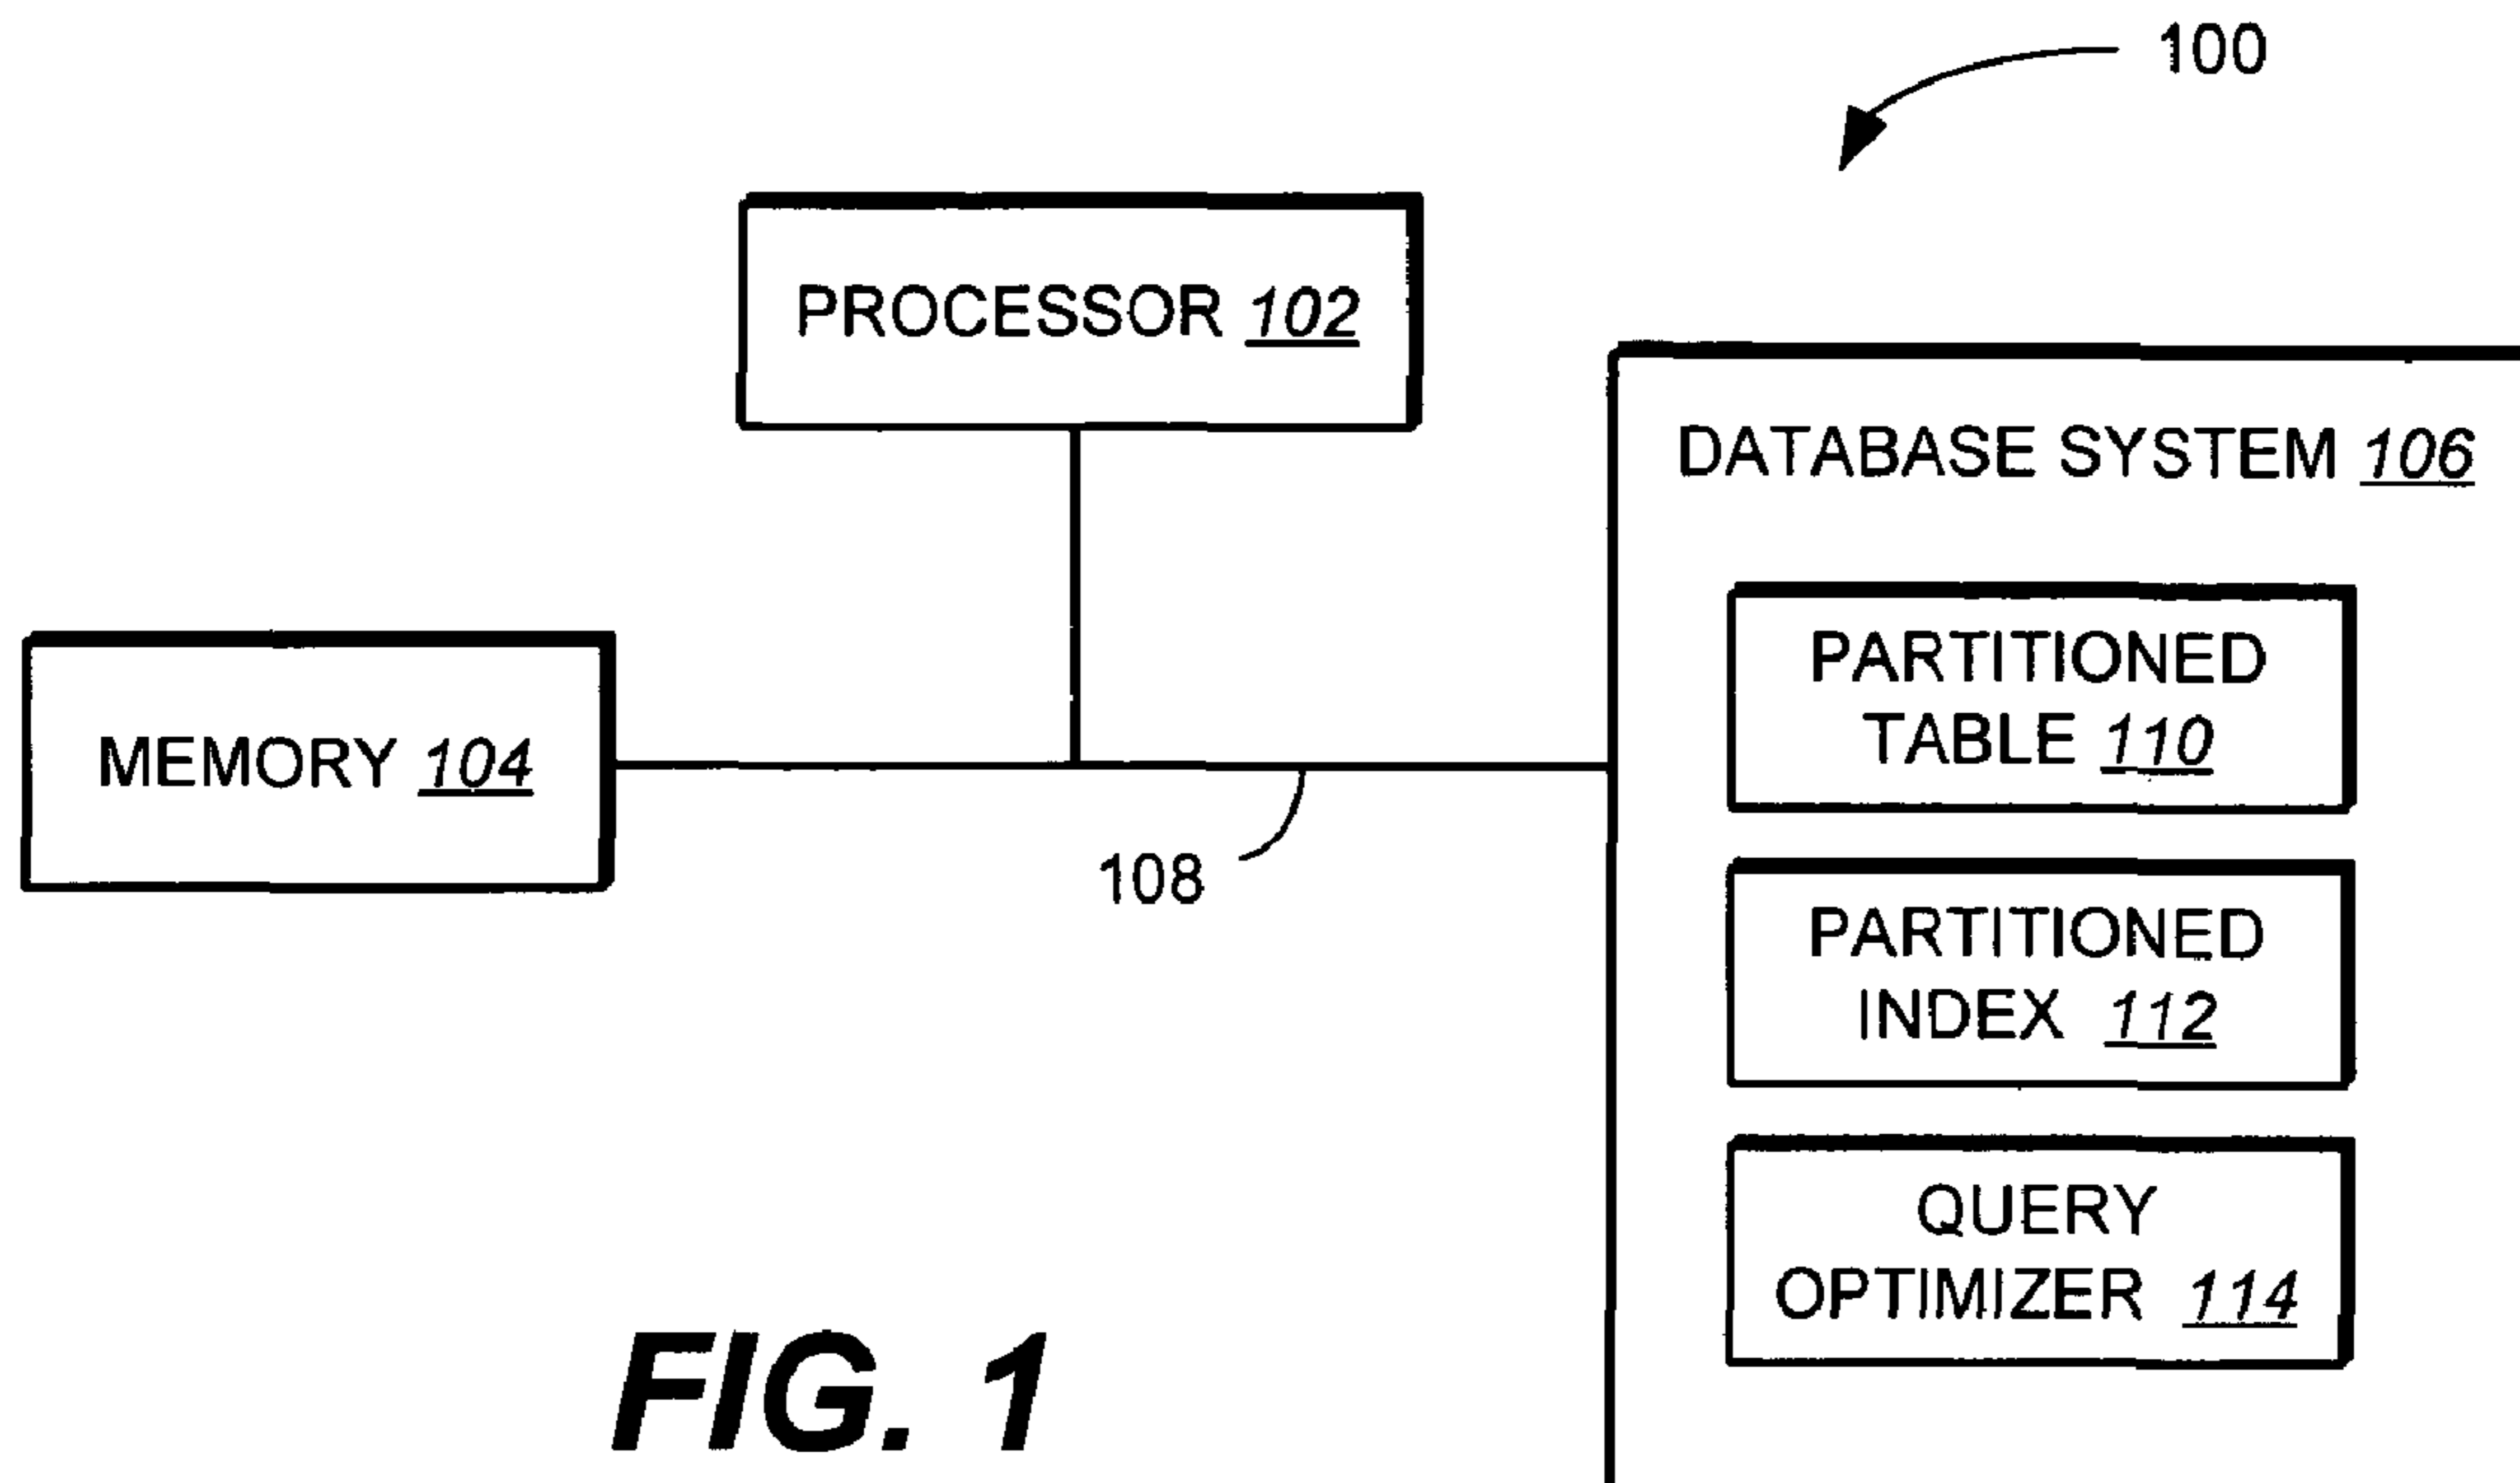 100
PROCESSOR 102
DATABASE SYSTEM 106
PARTITIONED
TABLE 110
MEMORY 104
108
PARTITIONED
INDEX 112
QUERY
OPTIMIZER 114
FIG. 1